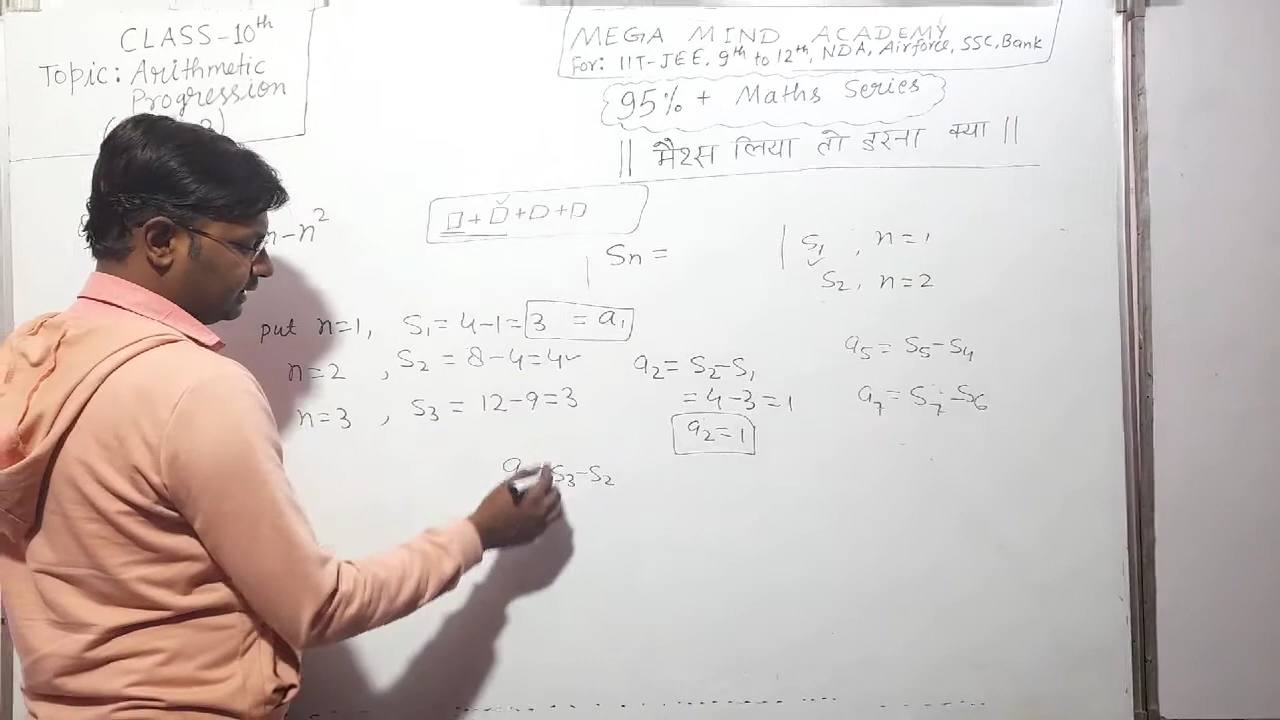 CLASS-10th
Topic: Arithmetic
Progression
MEGA MIND ACADEMY
For: IIT-JEE, 9th to 12th, NDA, Airforce, SSC, Bank
95% + Maths Series
|| मैथ्स लिया तो डरना क्या ||
□ + □ + □ + □
n-n²
Sn =
S₁, n=1
S₂, n=2
put n=1, S₁ = 4-1= 3 = a₁
n=2, S₂ = 8-4=4
n=3, S₃ = 12-9=3
a₂ = S₂-S₁
= 4-3=1
a₂=1
a₅ = S₅-S₄
a₇ = S₇-S₆
S₃-S₂